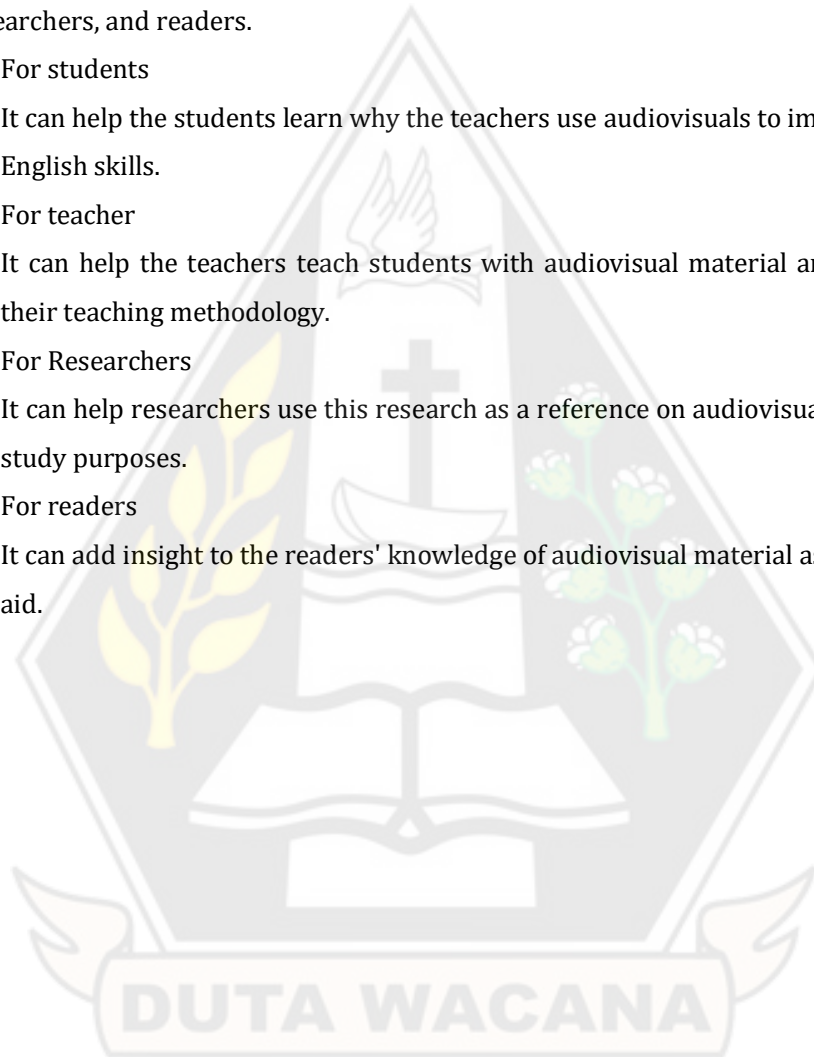 earchers, and readers.
For students
It can help the students learn why the teachers use audiovisuals to im
English skills.
For teacher
It can help the teachers teach students with audiovisual material a
their teaching methodology.
For Researchers
It can help researchers use this research as a reference on audiovisua
study purposes.
For readers
It can add insight to the readers' knowledge of audiovisual material as
aid.
DUTA WACANA